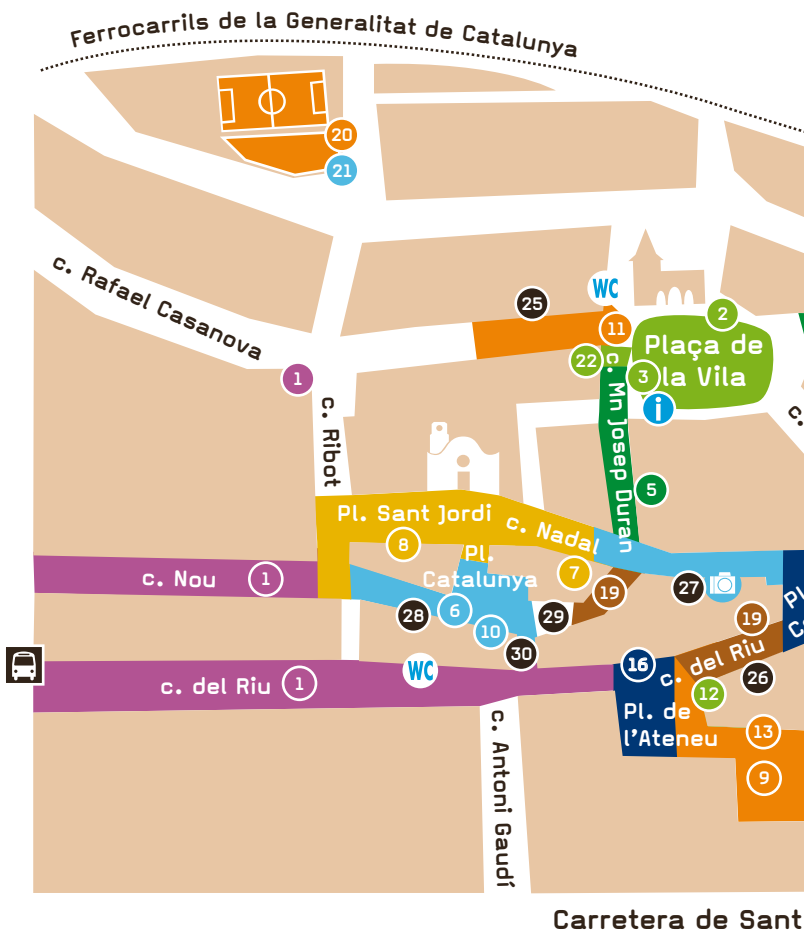 Ferrocarrils de la Generalitat de Catalunya
20
21
c. Rafael Casanova
WC
25
11
2
Plaça de
la Vila
22
3
i
c. Mn Josep Duran
1
c. Ribot
c.
5
Pl. Sant Jordi
c. Nadal
8
Pl.
Catalunya
7
c. Nou
1
19
27
28
6
29
10
19
30
16
WC
c. del Riu
1
c. del Riu
26
12
Pl. de
l'Ateneu
13
9
c. Antoni Gaudí
Carretera de Sant